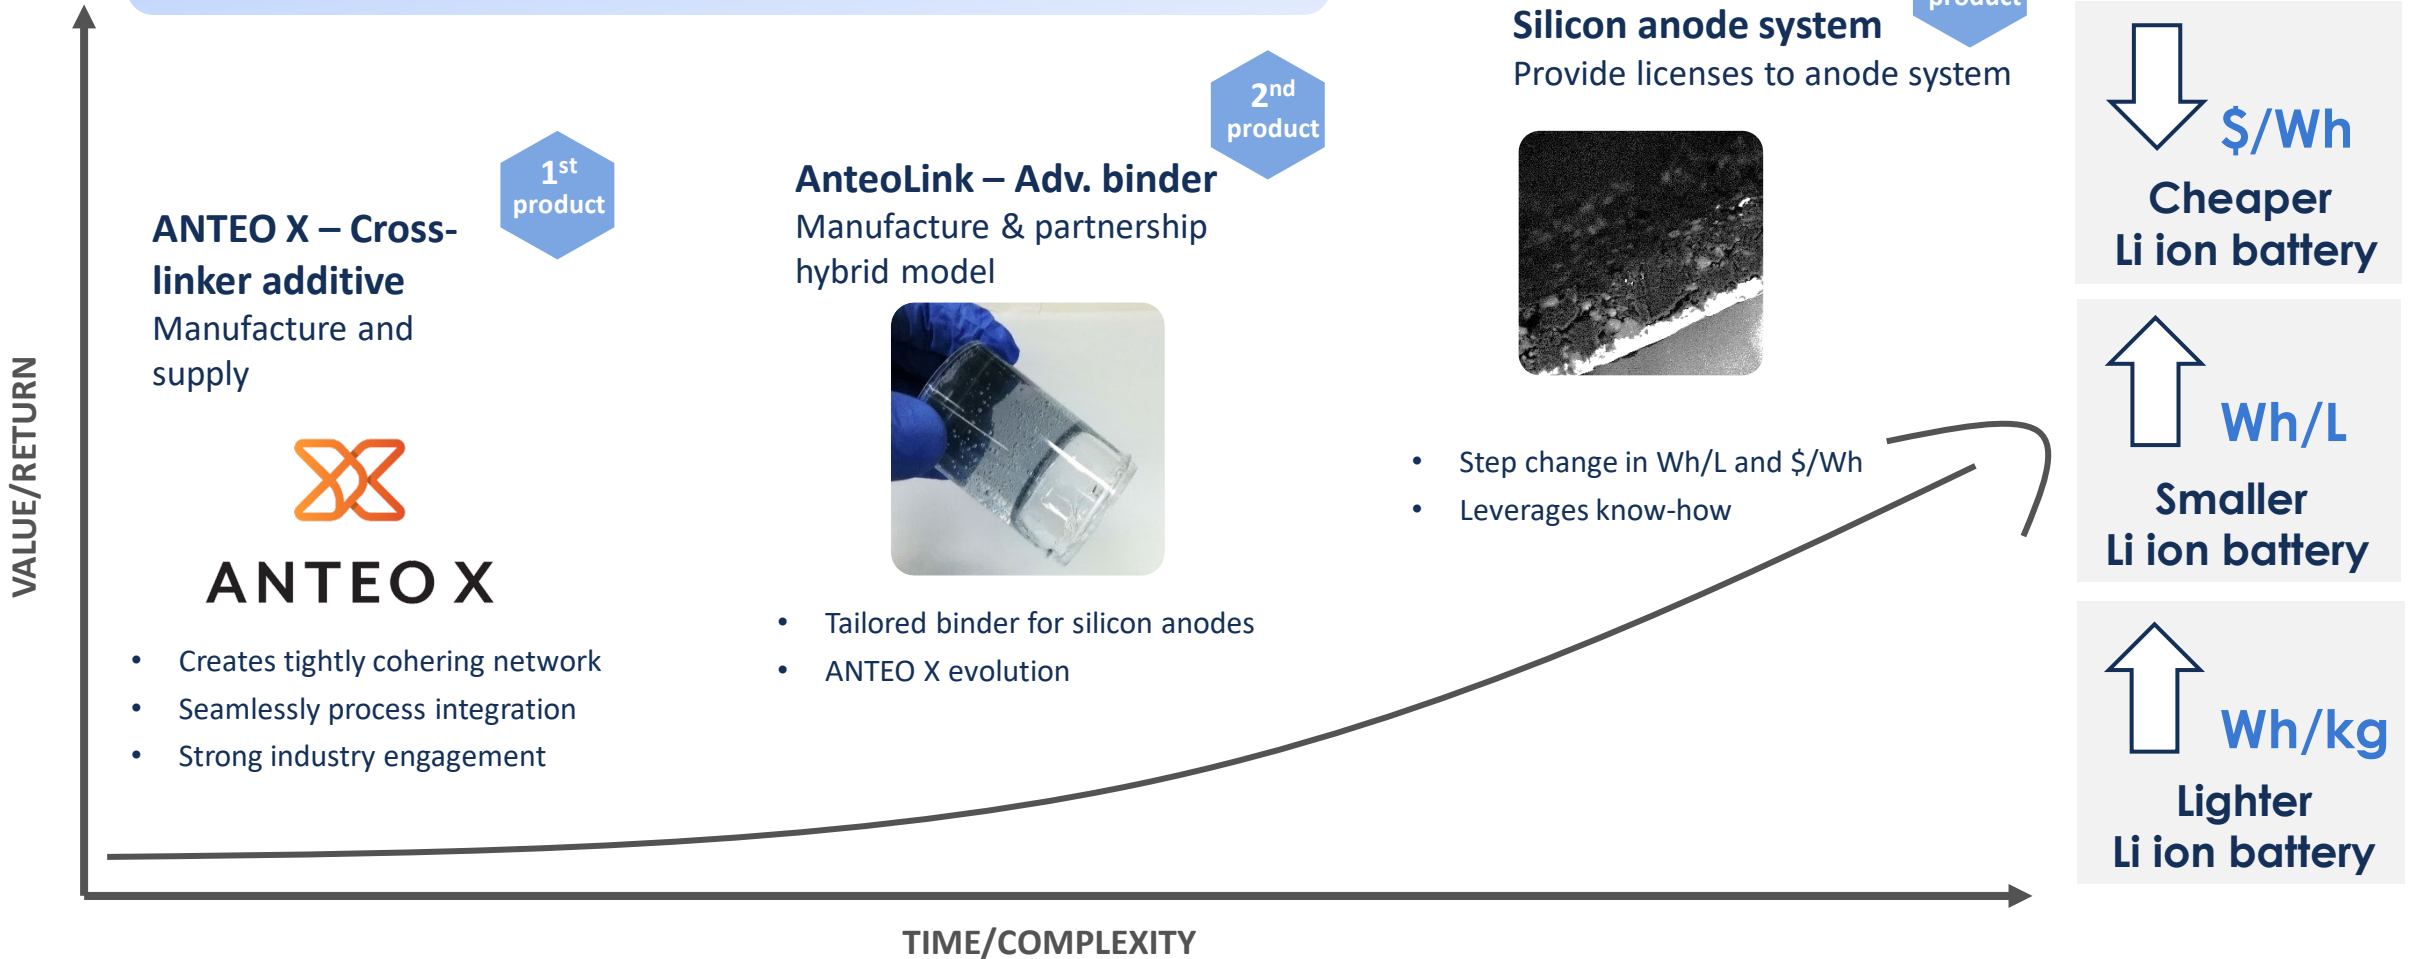 VALUE/RETURN
1st
product
ANTEO X – Cross-
linker additive
Manufacture and
supply
ANTEO X
• Creates tightly cohering network
• Seamlessly process integration
• Strong industry engagement
2nd
product
AnteoLink – Adv. binder
Manufacture & partnership
hybrid model
• Tailored binder for silicon anodes
• ANTEO X evolution
product
Silicon anode system
Provide licenses to anode system
• Step change in Wh/L and $/Wh
• Leverages know-how
$/Wh
Cheaper
Li ion battery
Wh/L
Smaller
Li ion battery
Wh/kg
Lighter
Li ion battery
TIME/COMPLEXITY